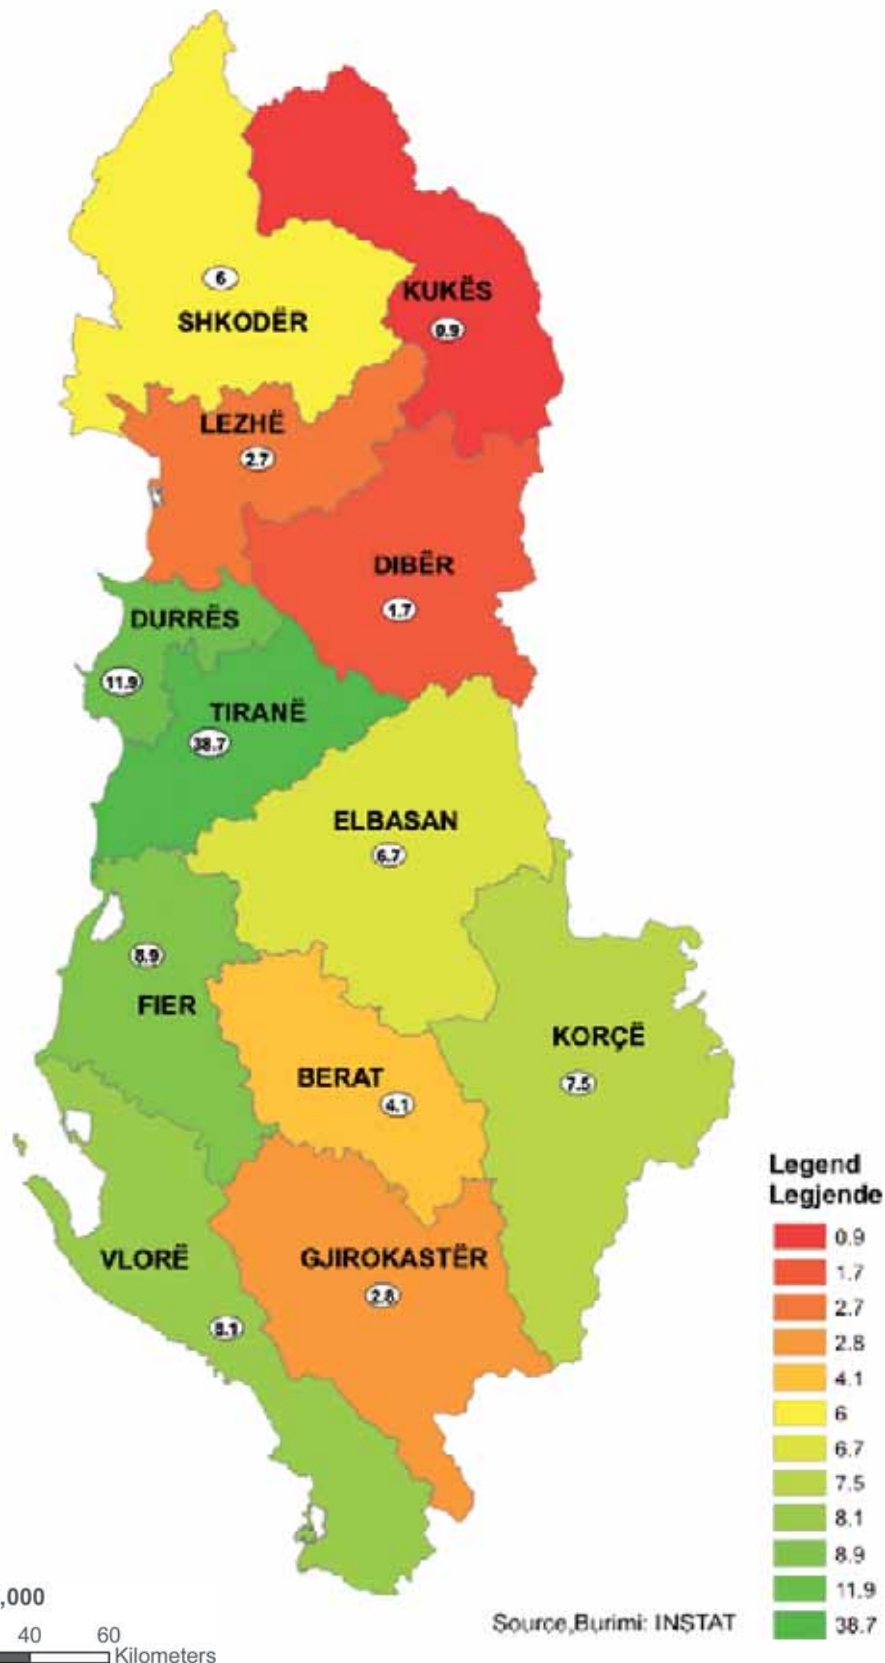 6
SHKODËR
KUKËS
0.9
LEZHË
2.7
DIBËR
1.7
DURRËS
11.9
TIRANË
38.7
ELBASAN
6.7
8.9
FIER
KORÇË
7.5
BERAT
4.1
VLORË
8.1
GJIROKASTËR
2.8
Legend
Legjende
0.9
1.7
2.7
2.8
4.1
6
6.7
7.5
8.1
8.9
11.9
38.7
,000
40 60
Kilometers
Source,Burimi: INSTAT